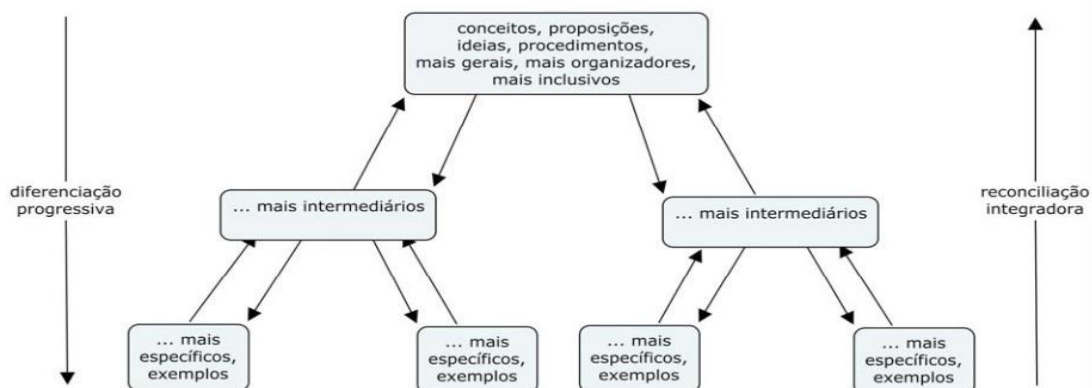 conceitos, proposições,
ideias, procedimentos,
mais gerais, mais organizadores,
mais inclusivos
diferenciação
progressiva
... mais intermediários
... mais intermediários
reconciliação
integradora
... mais
específicos,
exemplos
... mais
específicos,
exemplos
... mais
específicos,
exemplos
... mais
específicos,
exemplos